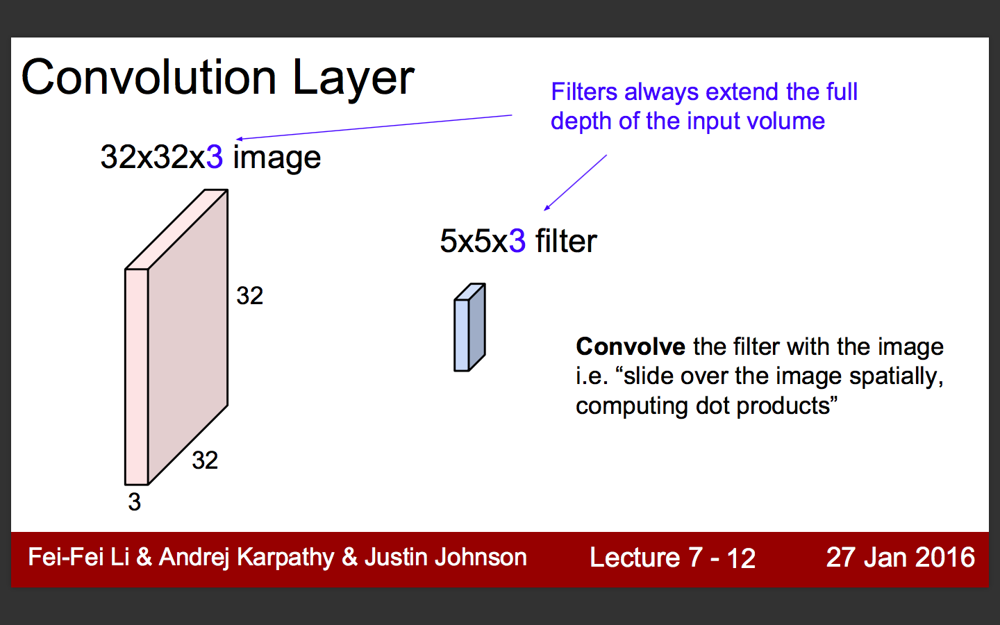 Convolution Layer
Filters always extend the full
depth of the input volume
32x32x3 image
5x5x3 filter
32
Convolve the filter with the image
i.e. “slide over the image spatially,
computing dot products”
32
3
Fei-Fei Li & Andrej Karpathy & Justin Johnson
Lecture 7 - 12
27 Jan 2016